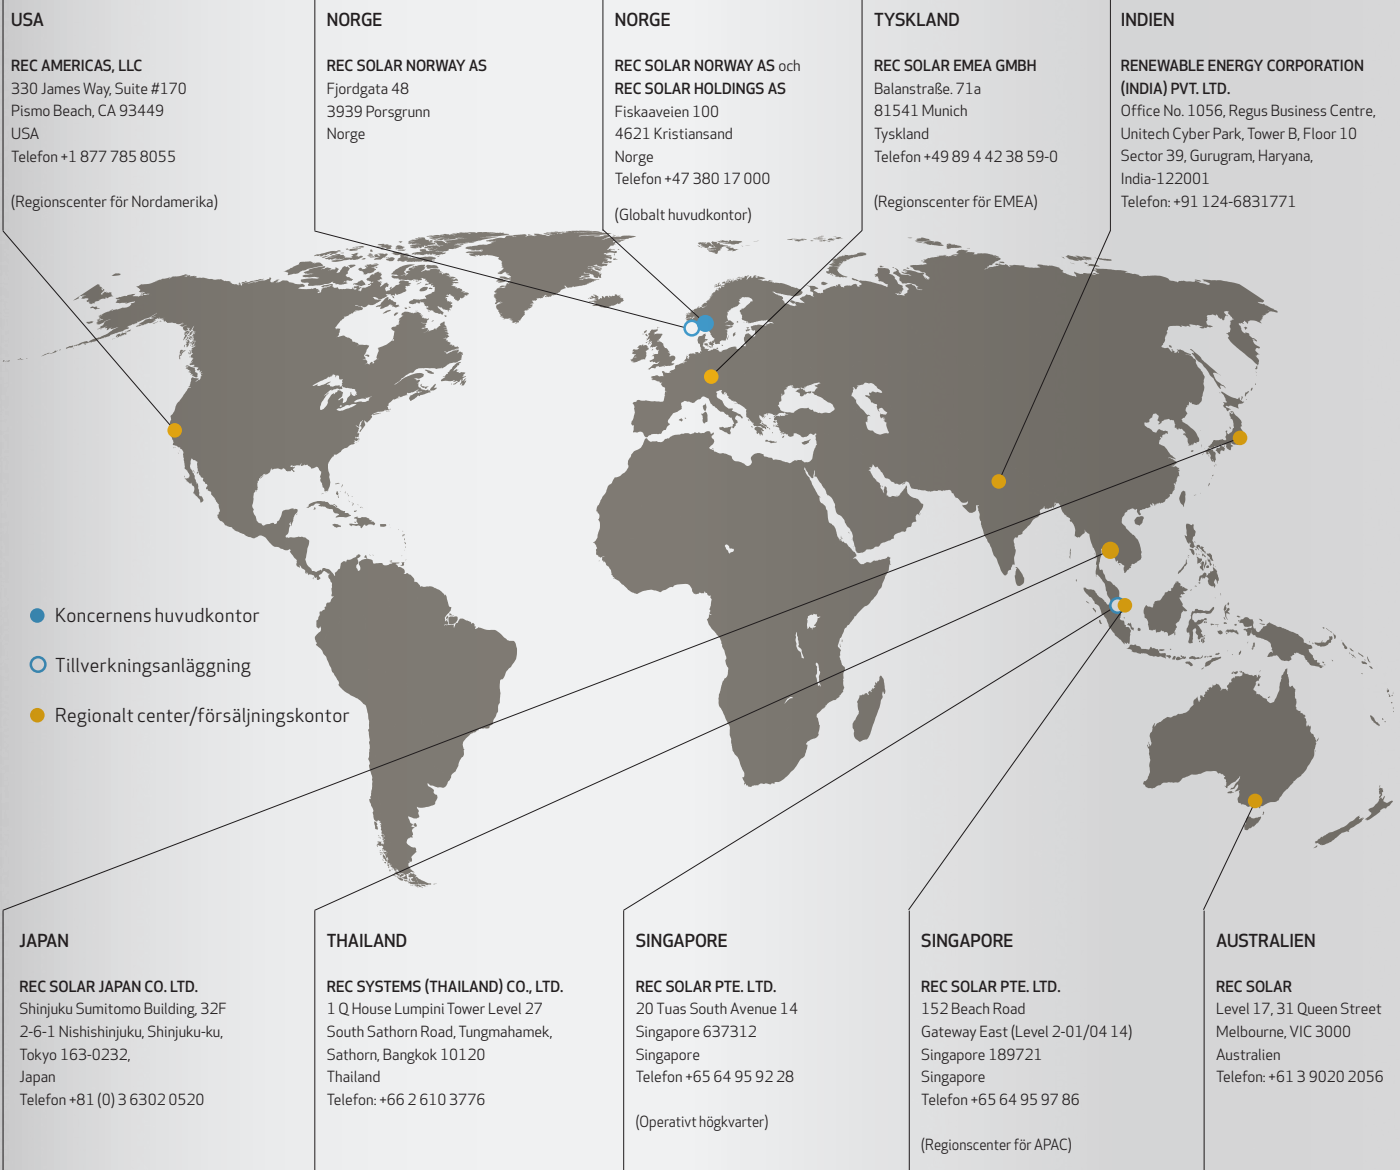 USA
REC AMERICAS, LLC
330 James Way, Suite #170
Pismo Beach, CA 93449
USA
Telefon +1 877 785 8055
(Regionscenter för Nordamerika)
NORGE
REC SOLAR NORWAY AS
Fjordgata 48
3939 Porsgrunn
Norge
NORGE
REC SOLAR NORWAY AS och
REC SOLAR HOLDINGS AS
Fiskaaveien 100
4621 Kristiansand
Norge
Telefon +47 380 17 000
(Globalt huvudkontor)
TYSKLAND
REC SOLAR EMEA GMBH
Balanstraße. 71a
81541 Munich
Tyskland
Telefon +49 89 4 42 38 59-0
(Regionscenter för EMEA)
INDIEN
RENEWABLE ENERGY CORPORATION
(INDIA) PVT. LTD.
Office No. 1056, Regus Business Centre,
Unitech Cyber Park, Tower B, Floor 10
Sector 39, Gurugram, Haryana,
India-122001
Telefon: +91 124-6831771
Koncernens huvudkontor
Tillverkningsanläggning
Regionalt center/försäljningskontor
JAPAN
REC SOLAR JAPAN CO. LTD.
Shinjuku Sumitomo Building, 32F
2-6-1 Nishishinjuku, Shinjuku-ku,
Tokyo 163-0232,
Japan
Telefon +81 (0) 3 6302 0520
THAILAND
REC SYSTEMS (THAILAND) CO., LTD.
1 Q House Lumpini Tower Level 27
South Sathorn Road, Tungmahamek,
Sathorn, Bangkok 10120
Thailand
Telefon: +66 2 610 3776
SINGAPORE
REC SOLAR PTE. LTD.
20 Tuas South Avenue 14
Singapore 637312
Singapore
Telefon +65 64 95 92 28
(Operativt högkvarter)
SINGAPORE
REC SOLAR PTE. LTD.
152 Beach Road
Gateway East (Level 2-01/04 14)
Singapore 189721
Singapore
Telefon +65 64 95 97 86
(Regionscenter för APAC)
AUSTRALIEN
REC SOLAR
Level 17, 31 Queen Street
Melbourne, VIC 3000
Australien
Telefon: +61 3 9020 2056